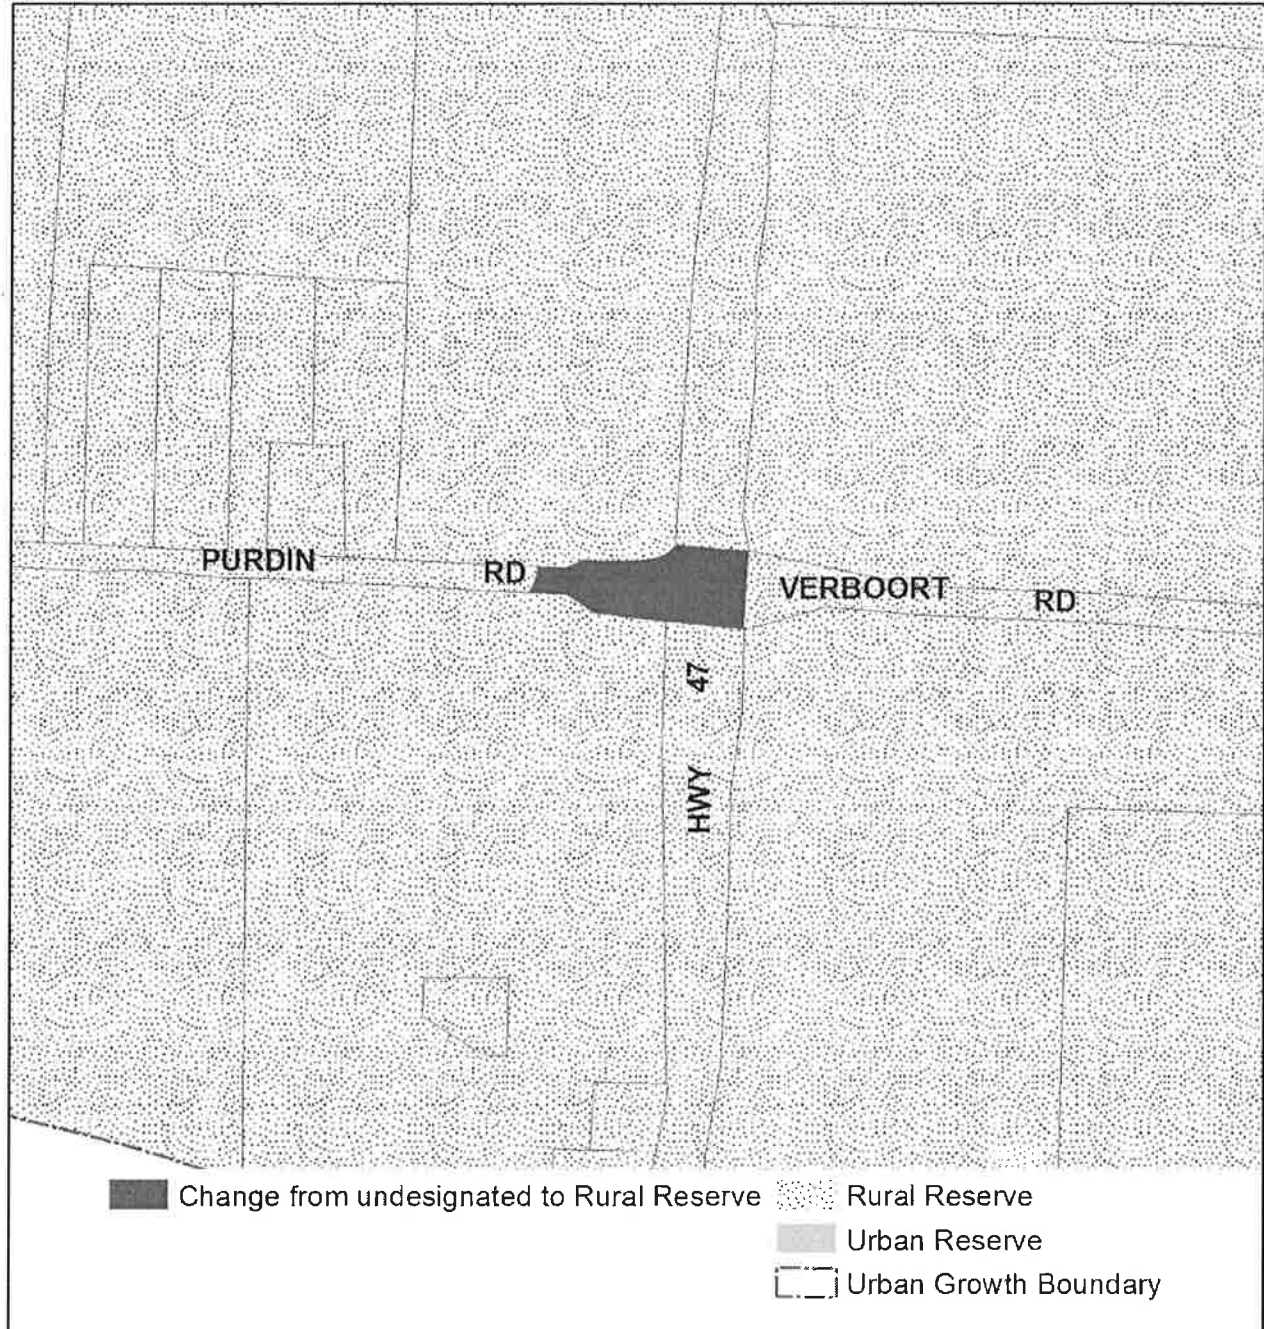 PURDIN RD VERBOORT RD
HWY 47
Change from undesignated to Rural Reserve
Rural Reserve
Urban Reserve
Urban Growth Boundary